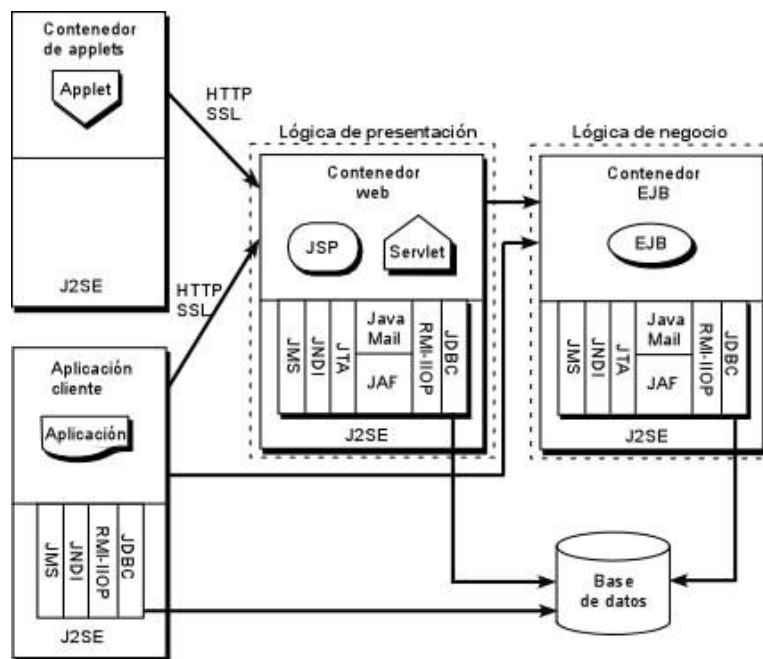 Contenedor
de applets
Applet
J2SE
HTTP
SSL
HTTP
SSL
Aplicación
cliente
Aplicación
JMS
JNDI
RMI-IIOP
JDBC
J2SE
Lógica de presentación
Contenedor
web
JSP
Servlet
JMS
JNDI
JTA
Java
Mail
JAF
RMI-IIOP
JDBC
J2SE
Lógica de negocio
Contenedor
EJB
EJB
JMS
JNDI
JTA
Java
Mail
JAF
RMI-IIOP
JDBC
J2SE
Base
de datos